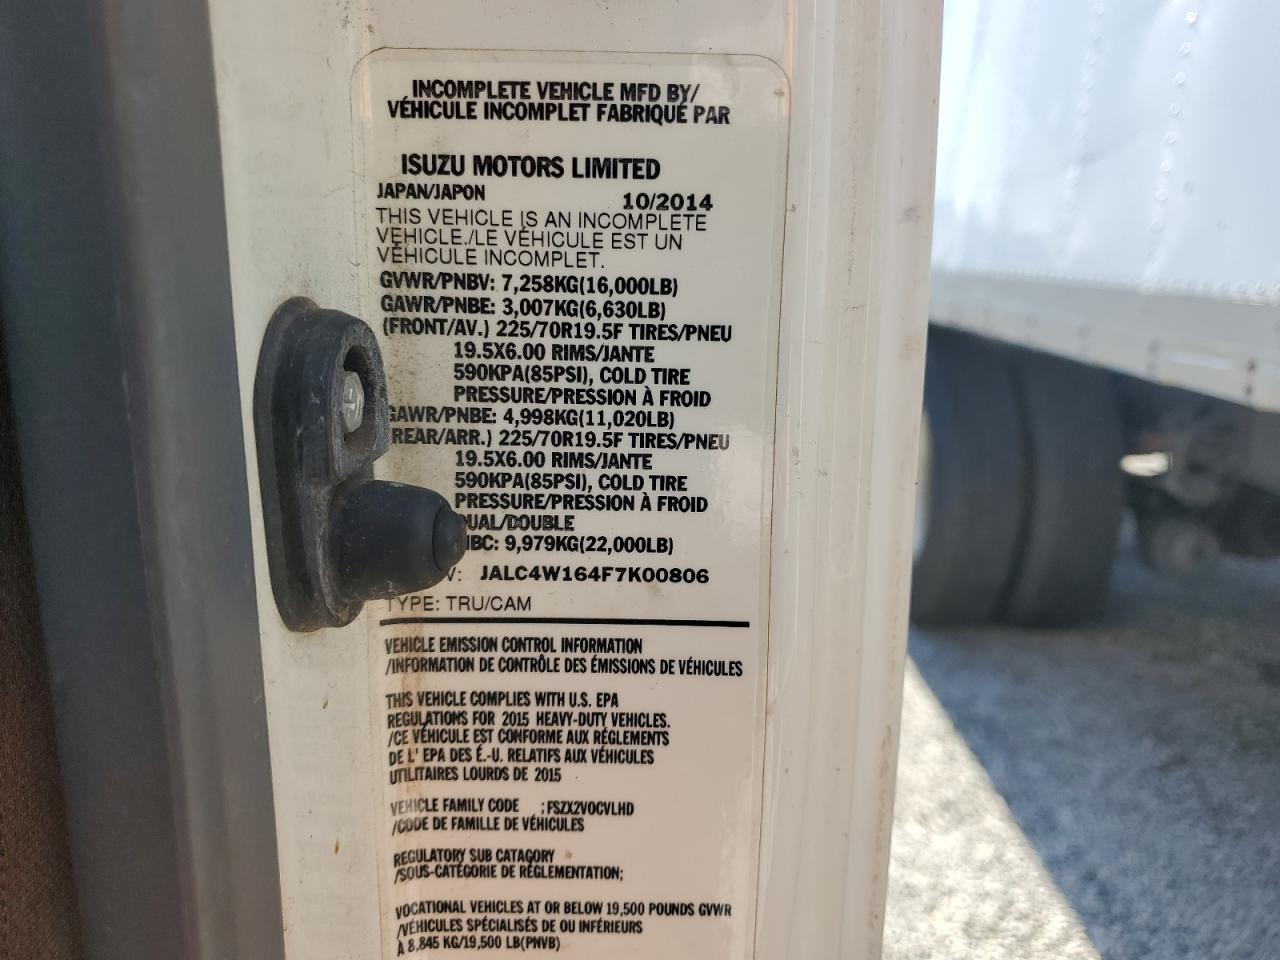 INCOMPLETE VEHICLE MFD BY/
VÉHICULE INCOMPLET FABRIQUÉ PAR
ISUZU MOTORS LIMITED
JAPAN/JAPON 10/2014
THIS VEHICLE IS AN INCOMPLETE
VEHICLE./LE VÉHICULE EST UN
VÉHICULE INCOMPLET.
GVWR/PNBV: 7,258KG(16,000LB)
GAWR/PNBE: 3,007KG(6,630LB)
(FRONT/AV.) 225/70R19.5F TIRES/PNEU
19.5X6.00 RIMS/JANTE
590KPA(85PSI), COLD TIRE
PRESSURE/PRESSION À FROID
GAWR/PNBE: 4,998KG(11,020LB)
REAR/ARR.) 225/70R19.5F TIRES/PNEU
19.5X6.00 RIMS/JANTE
590KPA(85PSI), COLD TIRE
PRESSURE/PRESSION À FROID
DUAL/DOUBLE
NBC: 9,979KG(22,000LB)
V: JALC4W164F7K00806
TYPE: TRU/CAM
VEHICLE EMISSION CONTROL INFORMATION
/INFORMATION DE CONTRÔLE DES ÉMISSIONS DE VÉHICULES
THIS VEHICLE COMPLIES WITH U.S. EPA
REGULATIONS FOR 2015 HEAVY-DUTY VEHICLES.
/CE VÉHICULE EST CONFORME AUX RÉGLEMENTS
DE L' EPA DES É.-U. RELATIFS AUX VÉHICULES
UTILITAIRES LOURDS DE 2015
VEHICLE FAMILY CODE :FSZX2VOCVLHD
/CODE DE FAMILLE DE VÉHICULES
REGULATORY SUB CATAGORY
/SOUS-CATÉGORIE DE RÉGLEMENTATION;
VOCATIONAL VEHICLES AT OR BELOW 19,500 POUNDS GVWR
/VÉHICULES SPÉCIALISÉS DE OU INFÉRIEURS
À 8,845 KG/19,500 LB(PNVB)